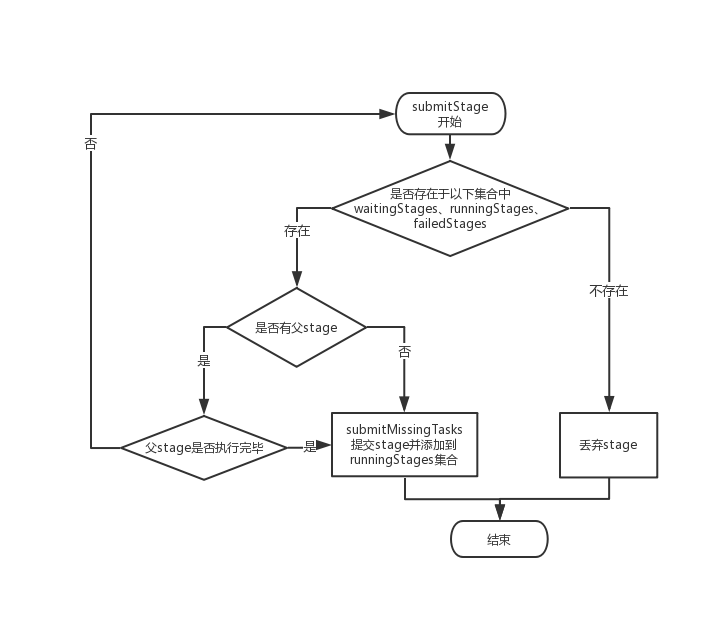 submitStage
开始
否
是否存在于以下集合中
waitingStages、runningStages、
failedStages
存在
不存在
是否有父stage
是
否
父stage是否执行完毕
是
submitMissingTasks
提交stage并添加到
runningStages集合
丢弃stage
结束